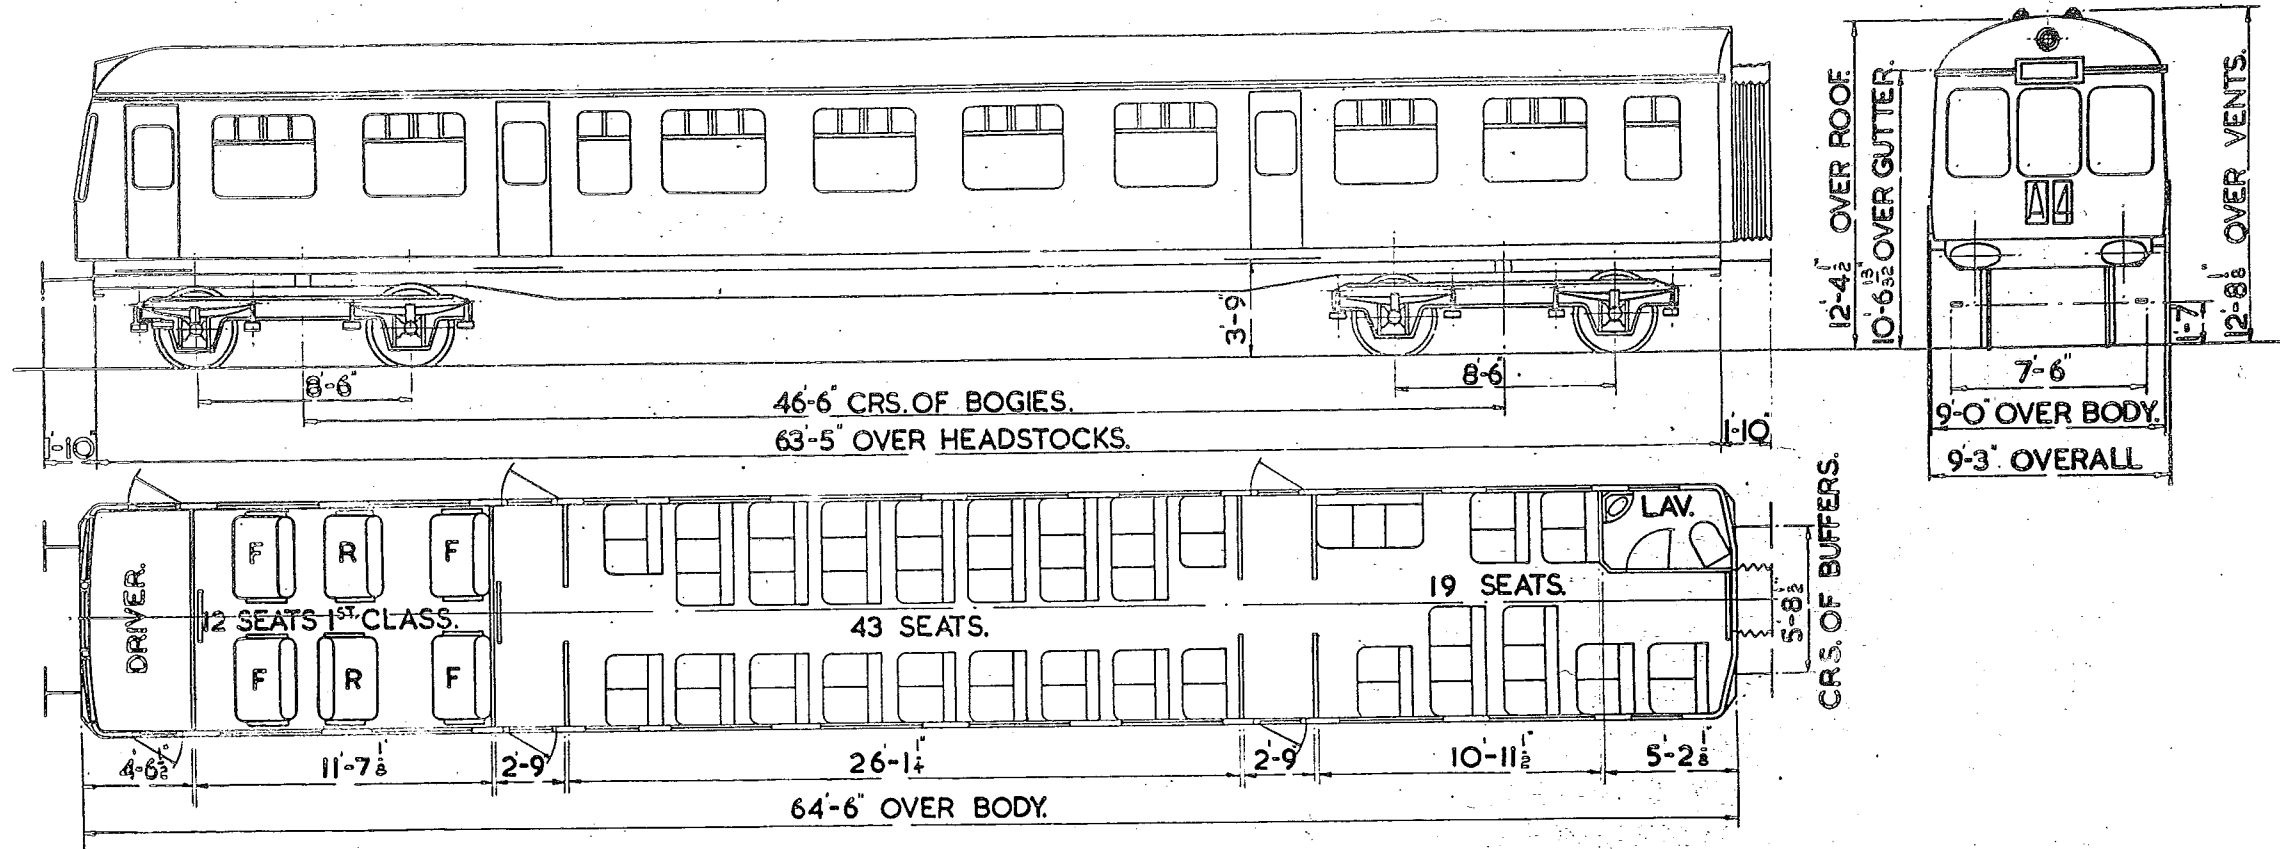 12'-4½" OVER ROOF.
10'-6 13/32" OVER GUTTER.
A4
12'-8⅛" OVER VENTS.
3'-9"
1'-7"
8'-6"
8'-6"
7'-6"
46'-6" CRS. OF BOGIES.
9'-0" OVER BODY.
1'-10"
63'-5" OVER HEADSTOCKS.
1'-10"
9'-3" OVERALL
DRIVER.
F R F
LAV.
12 SEATS 1ST. CLASS.
43 SEATS.
19 SEATS.
5'-8½"
CRS. OF BUFFERS.
F R F
4'-6½"
11'-7⅛"
2'-9"
26'-1¼"
2'-9"
10'-11½"
5'-2⅛"
64'-6" OVER BODY.